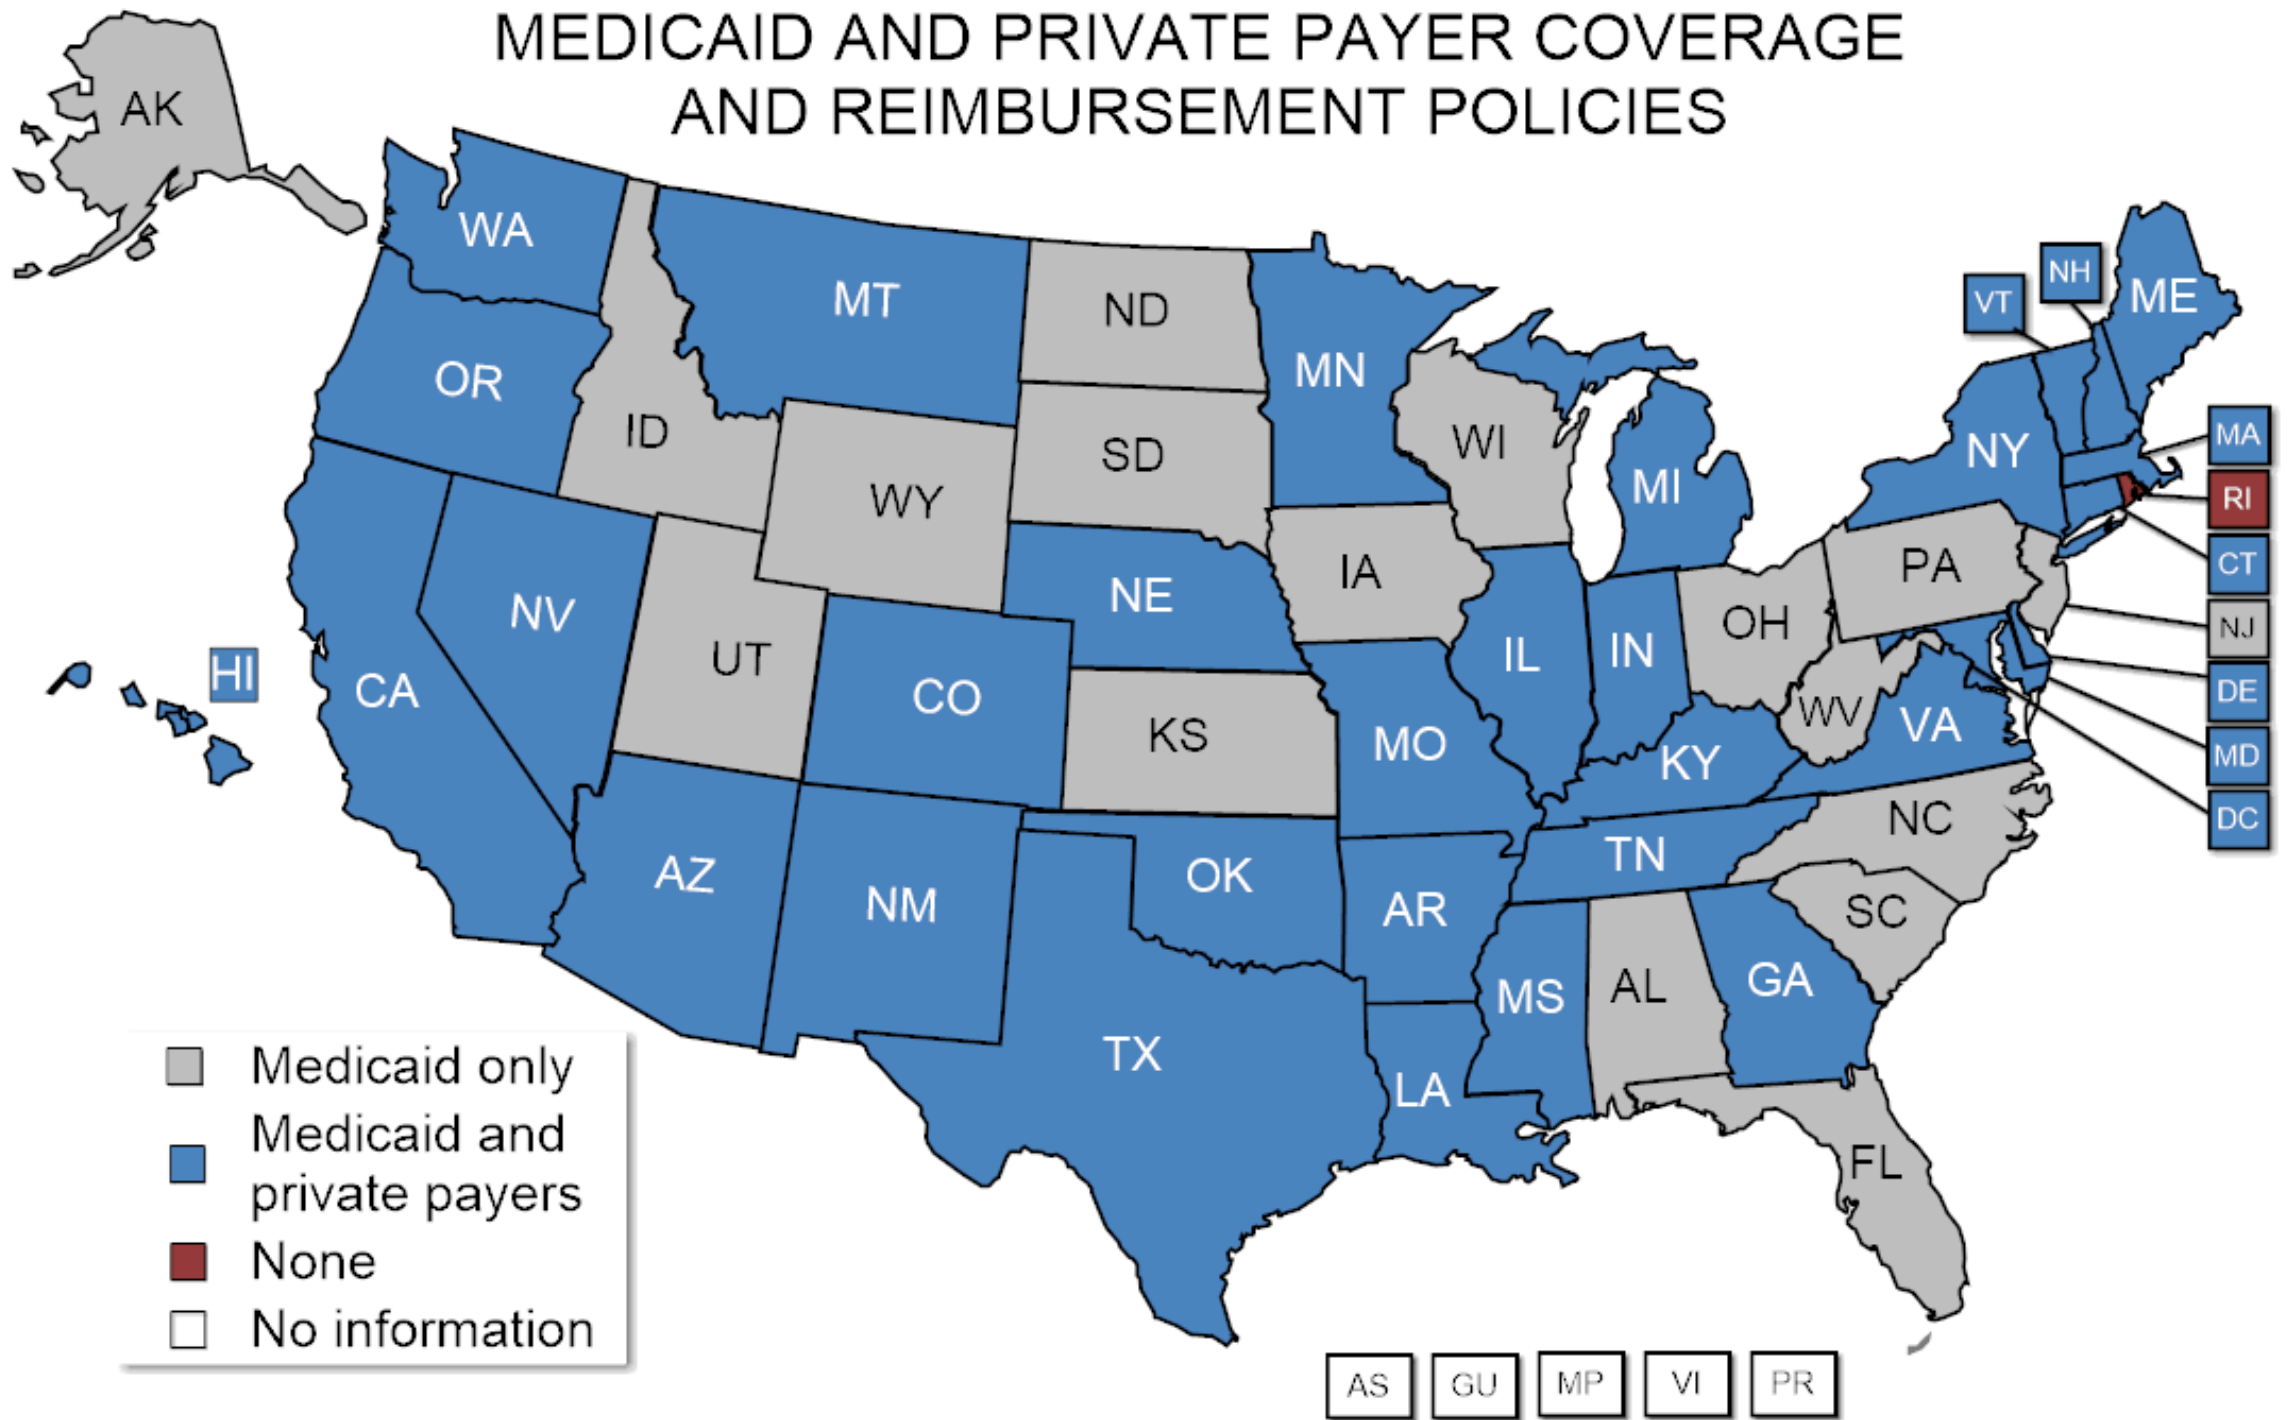 MEDICAID AND PRIVATE PAYER COVERAGE
AND REIMBURSEMENT POLICIES
AK
WA
MT
ND
MN
VT
NH
ME
OR
ID
SD
WI
MI
NY
MA
RI
WY
NE
IA
PA
CT
NV
UT
CO
IL
IN
OH
NJ
HI
CA
KS
MO
KY
WV
VA
DE
MD
DC
AZ
NM
OK
AR
TN
NC
SC
TX
LA
MS
AL
GA
FL
Medicaid only
Medicaid and
private payers
None
No information
AS
GU
MP
VI
PR